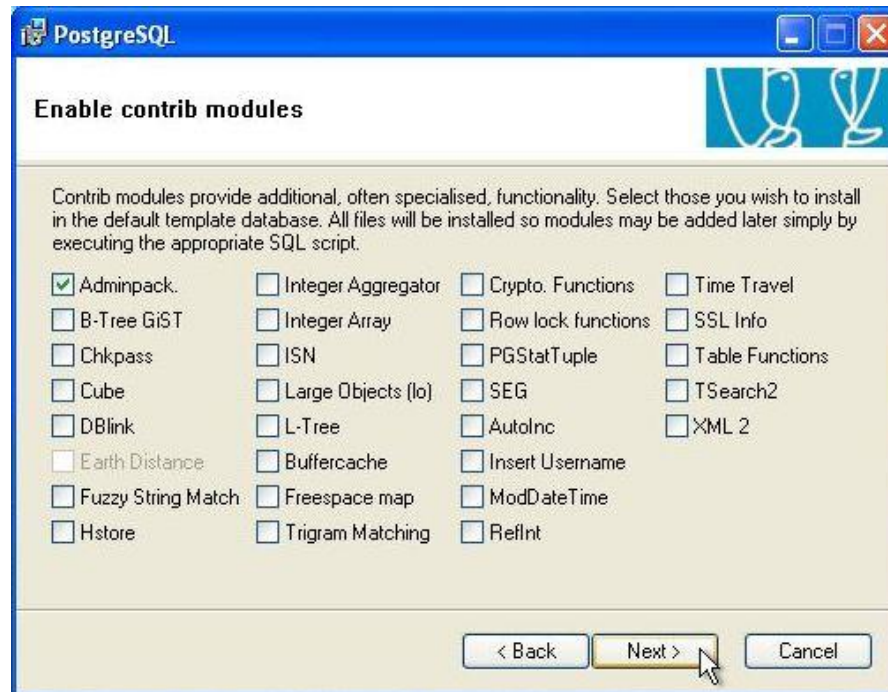 PostgreSQL
Enable contrib modules
Contrib modules provide additional, often specialised, functionality. Select those you wish to install
in the default template database. All files will be installed so modules may be added later simply by
executing the appropriate SQL script.
Adminpack.
B-Tree GiST
Chkpass
Cube
DBlink
Earth Distance
Fuzzy String Match
Hstore
Integer Aggregator
Integer Array
ISN
Large Objects (lo)
L-Tree
Buffercache
Freespace map
Trigram Matching
Crypto. Functions
Row lock functions
PGStatTuple
SEG
AutoInc
Insert Username
ModDateTime
RefInt
Time Travel
SSL Info
Table Functions
TSearch2
XML 2
< Back
Next >
Cancel